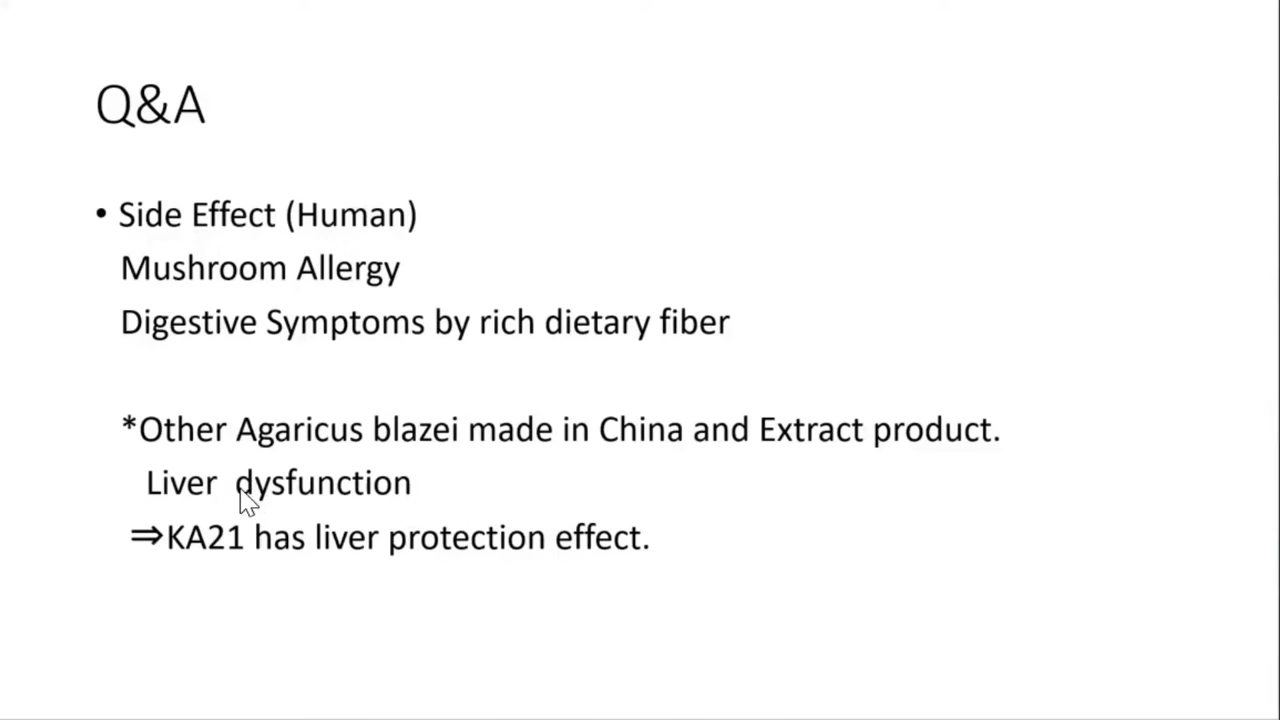 Q&A
• Side Effect (Human)
Mushroom Allergy
Digestive Symptoms by rich dietary fiber
*Other Agaricus blazei made in China and Extract product.
Liver dysfunction
⇒KA21 has liver protection effect.